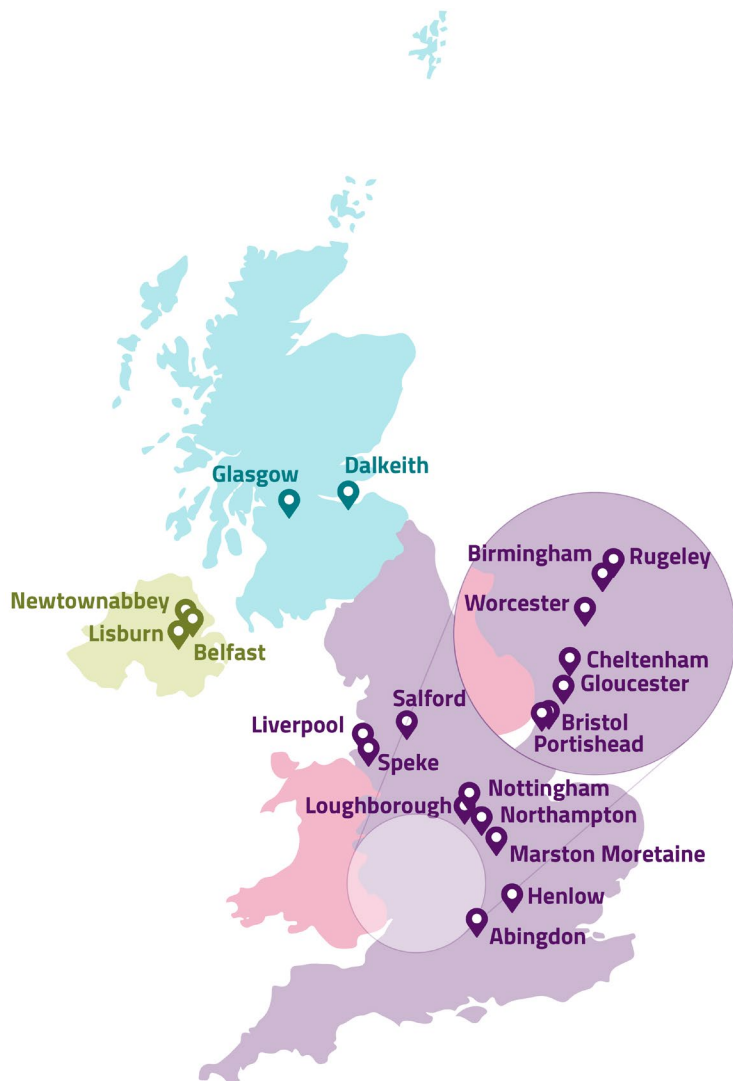 Glasgow
Dalkeith
Birmingham
Rugeley
Newtownabbey
Worcester
Lisburn
Belfast
Cheltenham
Gloucester
Salford
Liverpool
Bristol
Portishead
Speke
Nottingham
Loughborough
Northampton
Marston Moretaine
Henlow
Abingdon